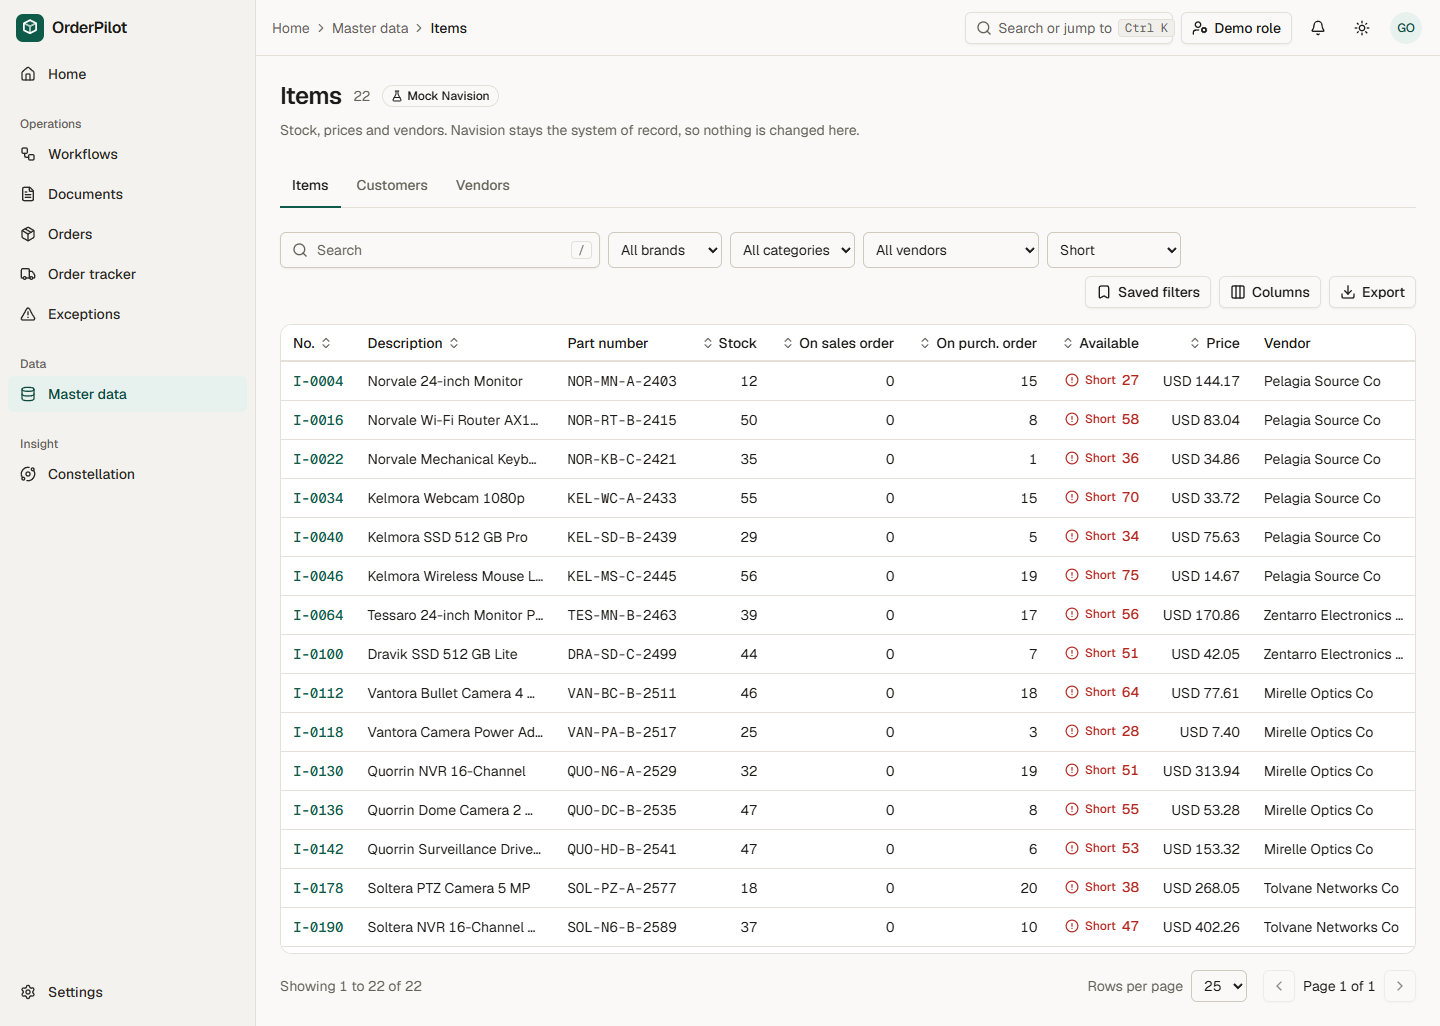 OrderPilot
Home > Master data > Items
Search or jump to Ctrl K
Demo role
GO
Home
Operations
Workflows
Documents
Orders
Order tracker
Exceptions
Data
Master data
Insight
Constellation
Settings
Items 22 Mock Navision
Stock, prices and vendors. Navision stays the system of record, so nothing is changed here.
Items Customers Vendors
Search / All brands All categories All vendors Short
Saved filters Columns Export
No. Description Part number Stock On sales order On purch. order Available Price Vendor
I-0004 Norvale 24-inch Monitor NOR-MN-A-2403 12 0 15 Short 27 USD 144.17 Pelagia Source Co
I-0016 Norvale Wi-Fi Router AX1... NOR-RT-B-2415 50 0 8 Short 58 USD 83.04 Pelagia Source Co
I-0022 Norvale Mechanical Keyb... NOR-KB-C-2421 35 0 1 Short 36 USD 34.86 Pelagia Source Co
I-0034 Kelmora Webcam 1080p KEL-WC-A-2433 55 0 15 Short 70 USD 33.72 Pelagia Source Co
I-0040 Kelmora SSD 512 GB Pro KEL-SD-B-2439 29 0 5 Short 34 USD 75.63 Pelagia Source Co
I-0046 Kelmora Wireless Mouse L... KEL-MS-C-2445 56 0 19 Short 75 USD 14.67 Pelagia Source Co
I-0064 Tessaro 24-inch Monitor P... TES-MN-B-2463 39 0 17 Short 56 USD 170.86 Zentarro Electronics ...
I-0100 Dravik SSD 512 GB Lite DRA-SD-C-2499 44 0 7 Short 51 USD 42.05 Zentarro Electronics ...
I-0112 Vantora Bullet Camera 4 ... VAN-BC-B-2511 46 0 18 Short 64 USD 77.61 Mirelle Optics Co
I-0118 Vantora Camera Power Ad... VAN-PA-B-2517 25 0 3 Short 28 USD 7.40 Mirelle Optics Co
I-0130 Quorrin NVR 16-Channel QUO-N6-A-2529 32 0 19 Short 51 USD 313.94 Mirelle Optics Co
I-0136 Quorrin Dome Camera 2 ... QUO-DC-B-2535 47 0 8 Short 55 USD 53.28 Mirelle Optics Co
I-0142 Quorrin Surveillance Drive... QUO-HD-B-2541 47 0 6 Short 53 USD 153.32 Mirelle Optics Co
I-0178 Soltera PTZ Camera 5 MP SOL-PZ-A-2577 18 0 20 Short 38 USD 268.05 Tolvane Networks Co
I-0190 Soltera NVR 16-Channel ... SOL-N6-B-2589 37 0 10 Short 47 USD 402.26 Tolvane Networks Co
Showing 1 to 22 of 22
Rows per page 25 Page 1 of 1